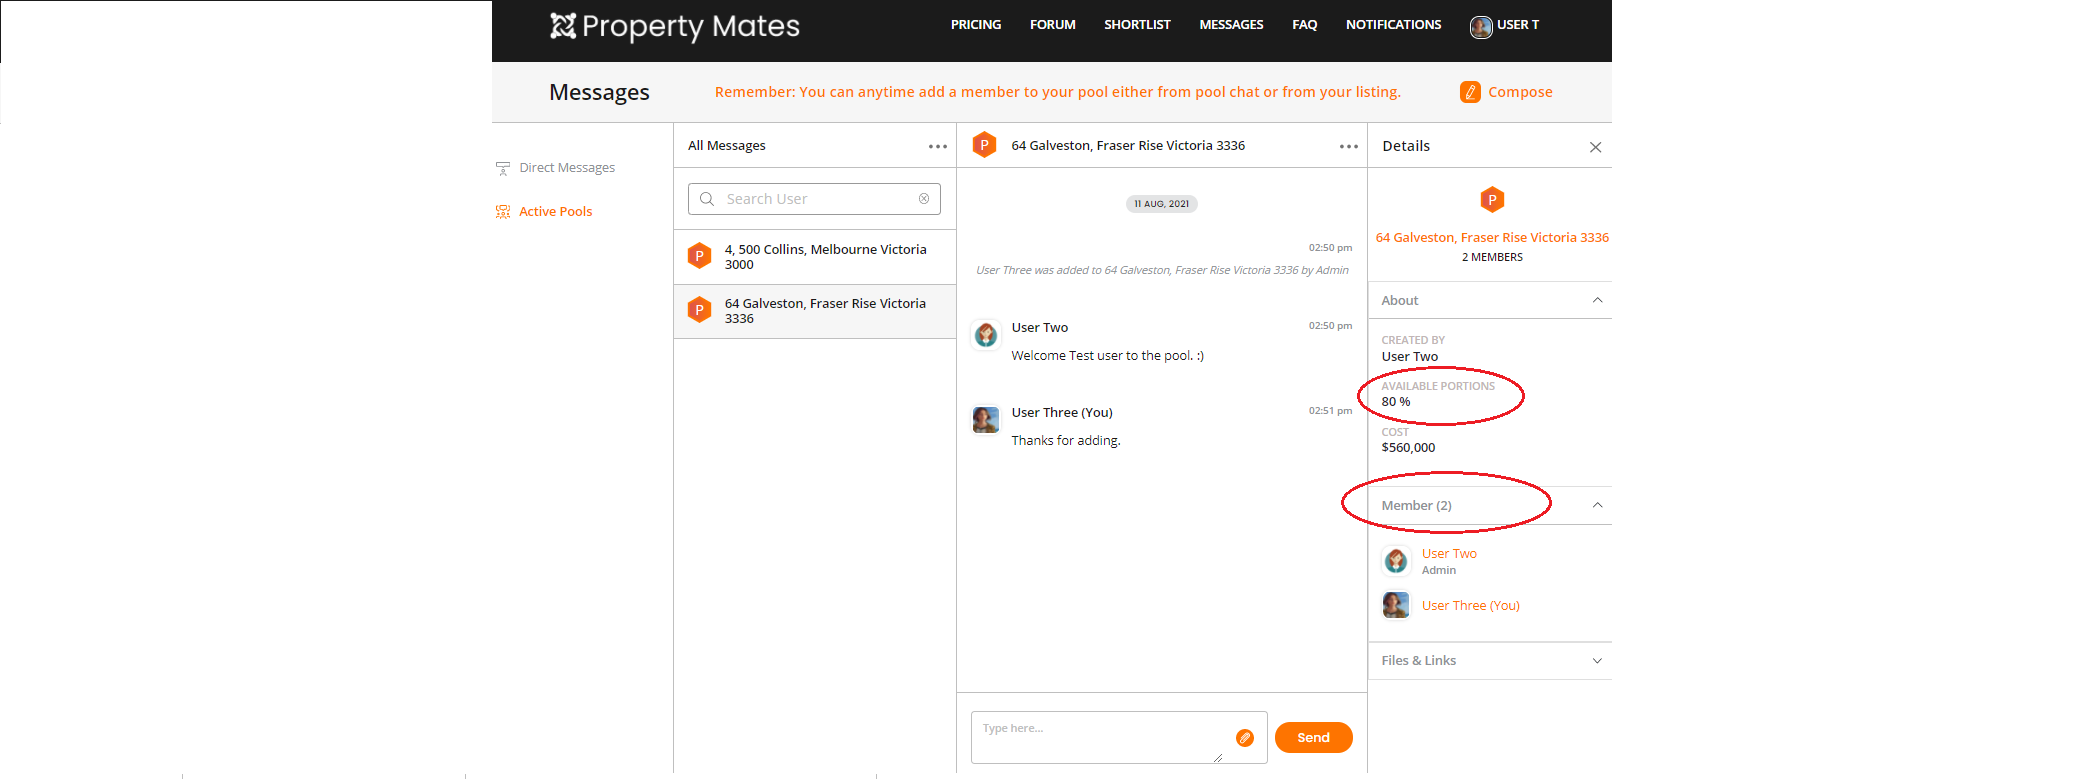 Property Mates
PRICING FORUM SHORTLIST MESSAGES FAQ NOTIFICATIONS USER T
Messages
Remember: You can anytime add a member to your pool either from pool chat or from your listing.
Compose
Direct Messages
Active Pools
All Messages
Search User
P
4, 500 Collins, Melbourne Victoria
3000
P
64 Galveston, Fraser Rise Victoria
3336
P
64 Galveston, Fraser Rise Victoria 3336
11 AUG, 2021
02:50 pm
User Three was added to 64 Galveston, Fraser Rise Victoria 3336 by Admin
User Two
02:50 pm
Welcome Test user to the pool. :)
User Three (You)
02:51 pm
Thanks for adding.
Type here...
Send
Details
P
64 Galveston, Fraser Rise Victoria 3336
2 MEMBERS
About
CREATED BY
User Two
AVAILABLE PORTIONS
80 %
COST
$560,000
Member (2)
User Two
Admin
User Three (You)
Files & Links